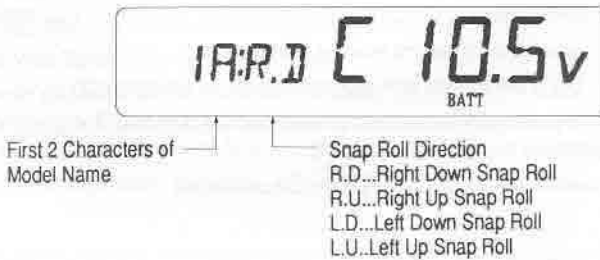 1A:R.D C 10.5v
BATT
First 2 Characters of
Model Name
Snap Roll Direction
R.D...Right Down Snap Roll
R.U...Right Up Snap Roll
L.D...Left Down Snap Roll
L.U..Left Up Snap Roll